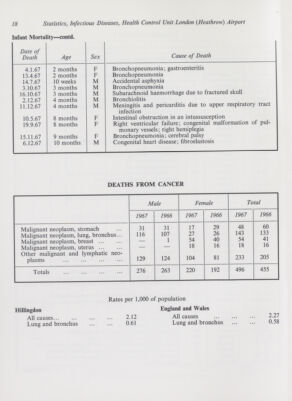 18 Statistics, Infectious Diseases, Health Control Unit London (Heathrow) Airport
Infant Mortality—contd.
Date of Death Age Sex Cause of Death
4.1.67 2 months F Bronchopneumonia; gastroenteritis
13.4.67 2 months F Bronchopneumonia
14.7.67 10 weeks M Accidental asphyxia
3.10.67 3 months M Bronchopneumonia
16.10.67 3 months M Subarachnoid haemorrhage due to fractured skull
2.12.67 4 months M Bronchiolitis
11.3.67 4 months M Meningitis and pericarditis due to upper respiratory tract
infection
10.5.67 8 months F Intestinal obstruction in an intussusception
19.9.67 8 months F Right ventricular failure; congenital malformation of pul-
monary vessels; right hemiplegia
15.11.67 9 months F Bronchopneumonia; cerebral palsy
6.12.67 10 months M Congenital heart disease; fibroelastosis
DEATHS FROM CANCER
Male Female Total
1967 1966 1967 1966 1967 1966
Malignant neoplasm, stomach ... 31 31 17 29 48 60
Malignant neoplasm, lung, bronchus... 116 107 27 26 143 133
Malignant neoplasm, breast ... ... — 1 54 40 54 41
Malignant neoplasm, uterus ... ... — — 18 16 18 16
Other malignant and lymphatic neo-
plasms ... ... ... ... 129 124 104 81 233 205
Totals ... ... ... ... 276 263 220 192 496 455
Rates per 1,000 of population
Hillingdon England and Wales
All causes... ... ... ... 2.12 All causes ... ... ... 2.27
Lung and bronchus ... ... 0.61 Lung and bronchus ... ... 0.58